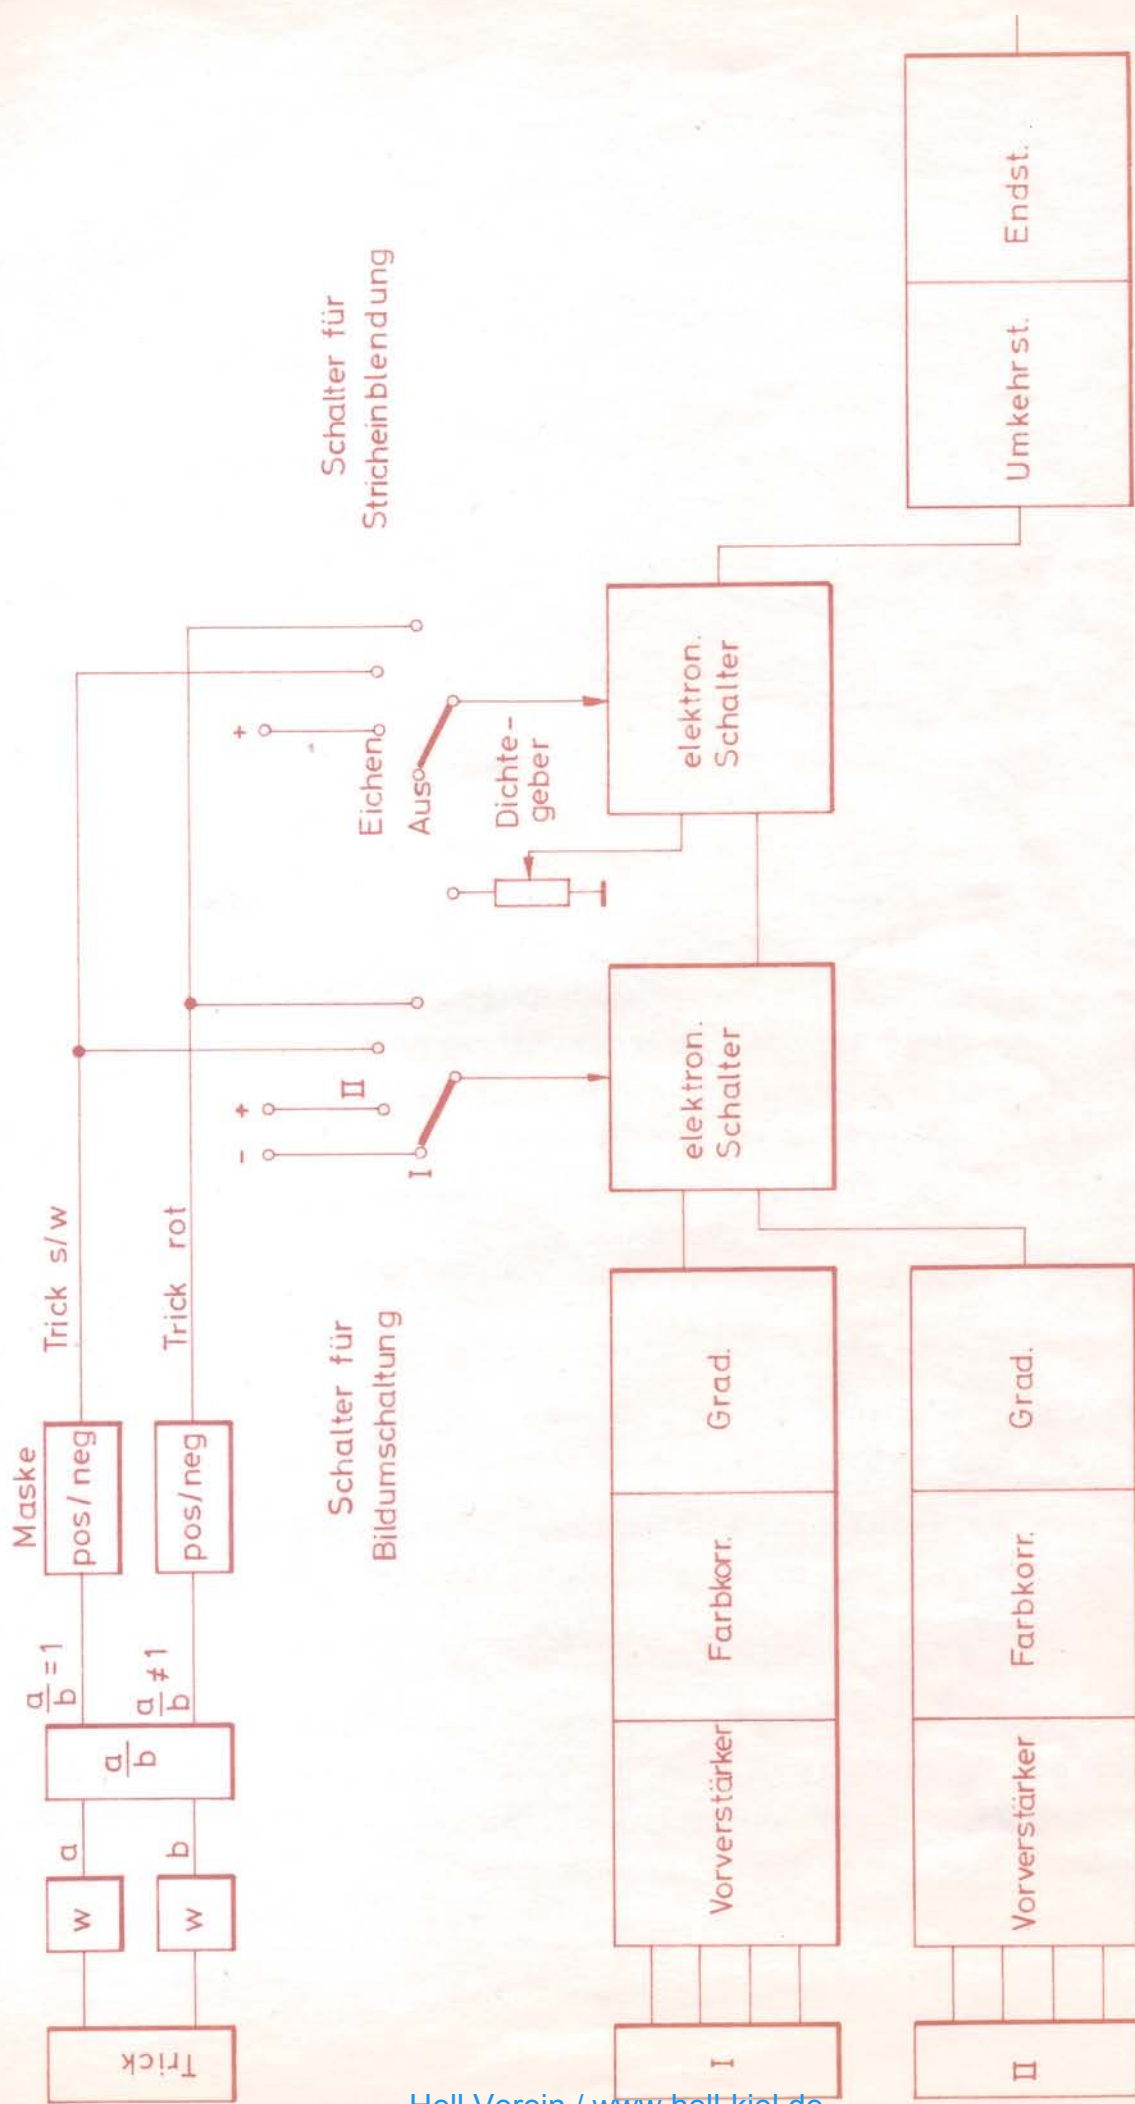 Trick
w
a
w
b
a
b
a
b = 1
a
b ≠ 1
Maske
pos/neg
pos/neg
Trick s/w
Trick rot
Schalter für
Bildumschaltung
-
+
I
II
+
Eichen
Aus
Dichte-
geber
Schalter für
Stricheinblendung
I
Vorverstärker
Farbkorr.
Grad.
elektron.
Schalter
elektron.
Schalter
II
Vorverstärker
Farbkorr.
Grad.
Umkehrst.
Endst.
Hell Verein / www.hell-kiel.de